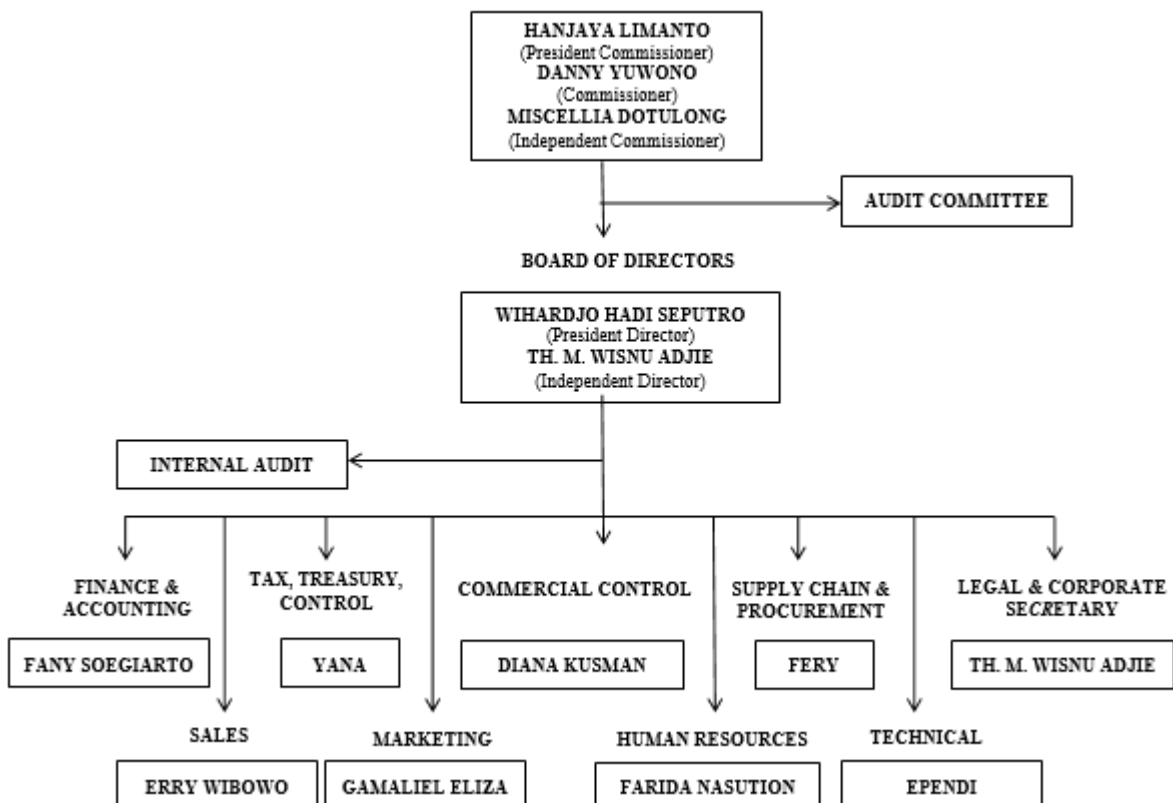 HANJAYA LIMANTO
(President Commissioner)
DANNY YUWONO
(Commissioner)
MISCELLIA DOTULONG
(Independent Commissioner)
AUDIT COMMITTEE
BOARD OF DIRECTORS
WIHARDJO HADI SEPUTRO
(President Director)
TH. M. WISNU ADJIE
(Independent Director)
INTERNAL AUDIT
FINANCE &
ACCOUNTING
FANY SOEGIARTO
TAX, TREASURY,
CONTROL
YANA
COMMERCIAL CONTROL
DIANA KUSMAN
SUPPLY CHAIN &
PROCUREMENT
FERY
LEGAL & CORPORATE
SECRETARY
TH. M. WISNU ADJIE
SALES
ERRY WIBOWO
MARKETING
GAMALIEL ELIZA
HUMAN RESOURCES
FARIDA NASUTION
TECHNICAL
EPENDI